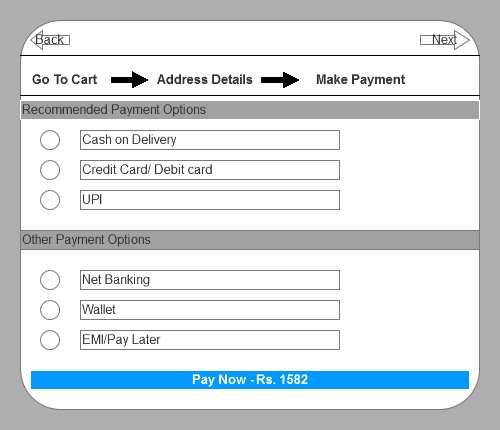 Back Next
Go To Cart Address Details Make Payment
Recommended Payment Options
Cash on Delivery
Credit Card/ Debit card
UPI
Other Payment Options
Net Banking
Wallet
EMI/Pay Later
Pay Now -Rs. 1582